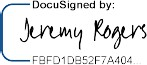 DocuSigned by:
Jeremy Rogers
FBFD1DB52F7A404...